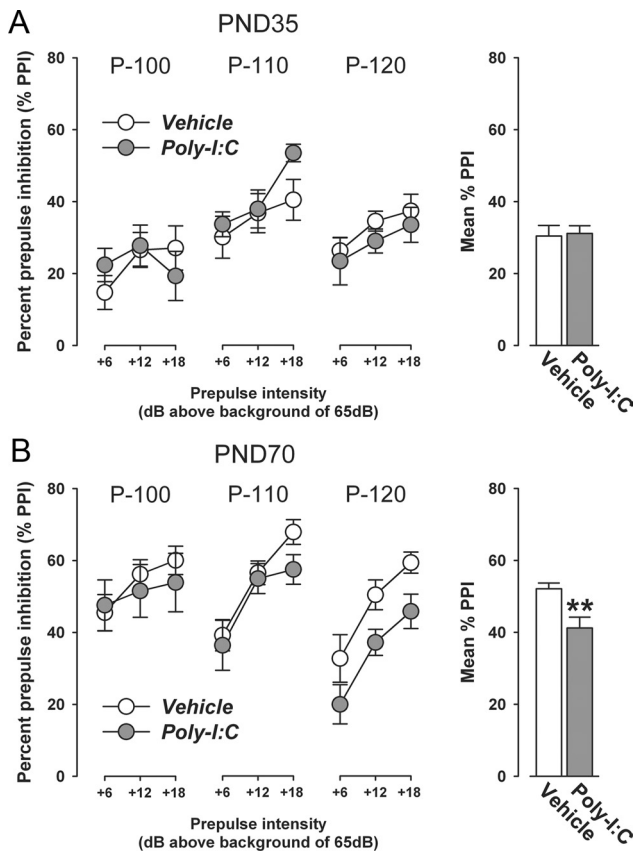 A
PND35
P-100
P-110
P-120
Percent prepulse inhibition (% PPI)
80
60
40
20
0
Vehicle
Poly-I:C
+6 +12 +18
+6 +12 +18
+6 +12 +18
Prepulse intensity
(dB above background of 65dB)
Mean % PPI
80
60
40
20
0
Vehicle
Poly-I:C
B
PND70
P-100
P-110
P-120
Percent prepulse inhibition (% PPI)
80
60
40
20
0
Vehicle
Poly-I:C
+6 +12 +18
+6 +12 +18
+6 +12 +18
Prepulse intensity
(dB above background of 65dB)
Mean % PPI
80
60
40
20
0
**
Vehicle
Poly-I:C